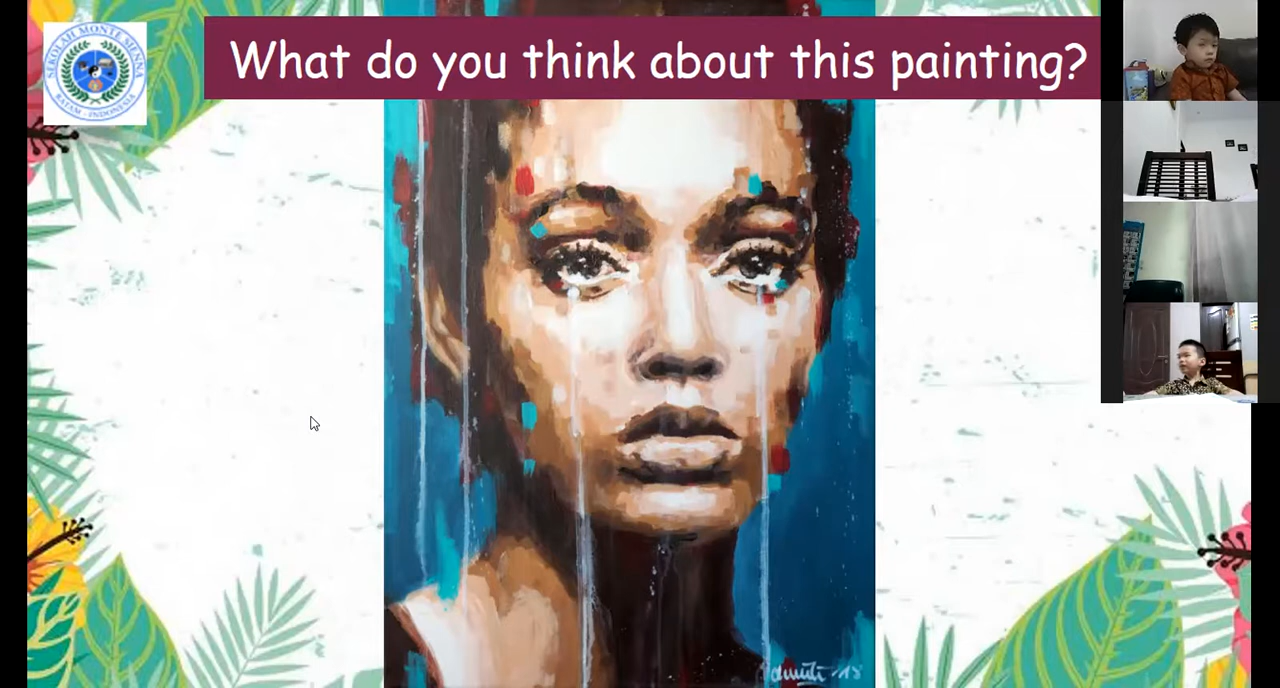 What do you think about this painting?
SEKOLAH MONTE SIENNA
BATAM - INDONESIA